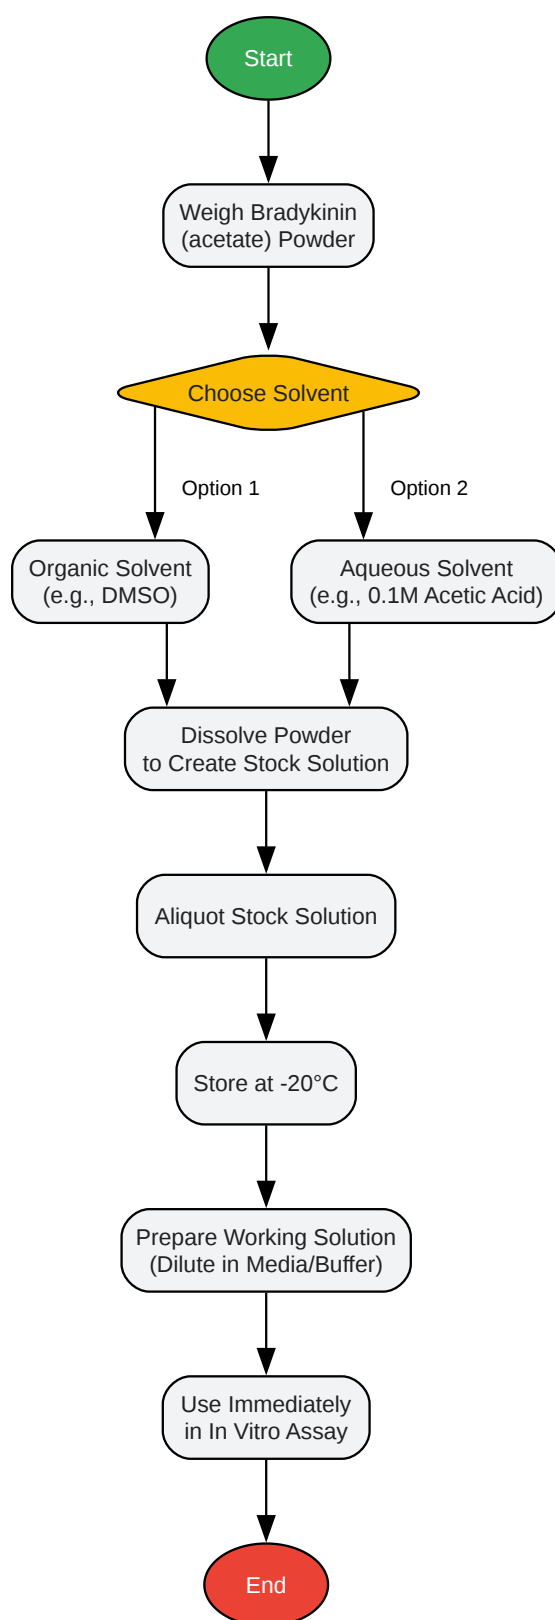 Start
Weigh Bradykinin
(acetate) Powder
Choose Solvent
Option 1
Option 2
Organic Solvent
(e.g., DMSO)
Aqueous Solvent
(e.g., 0.1M Acetic Acid)
Dissolve Powder
to Create Stock Solution
Aliquot Stock Solution
Store at -20°C
Prepare Working Solution
(Dilute in Media/Buffer)
Use Immediately
in In Vitro Assay
End